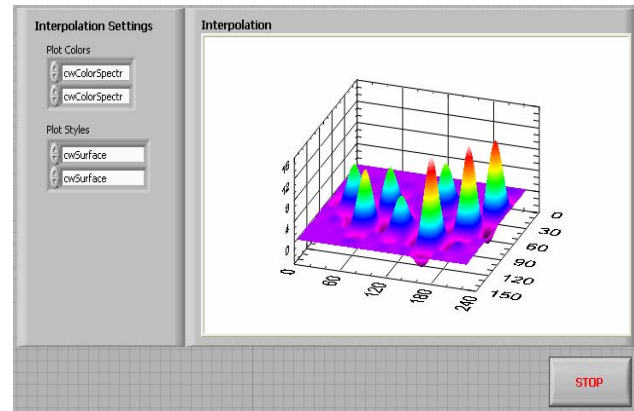 Interpolation Settings
Plot Colors
cwColorSpectr
cwColorSpectr
Plot Styles
cwSurface
cwSurface
Interpolation
16
12
8
4
0
0
60
120
180
240
0
30
60
90
120
150
STOP